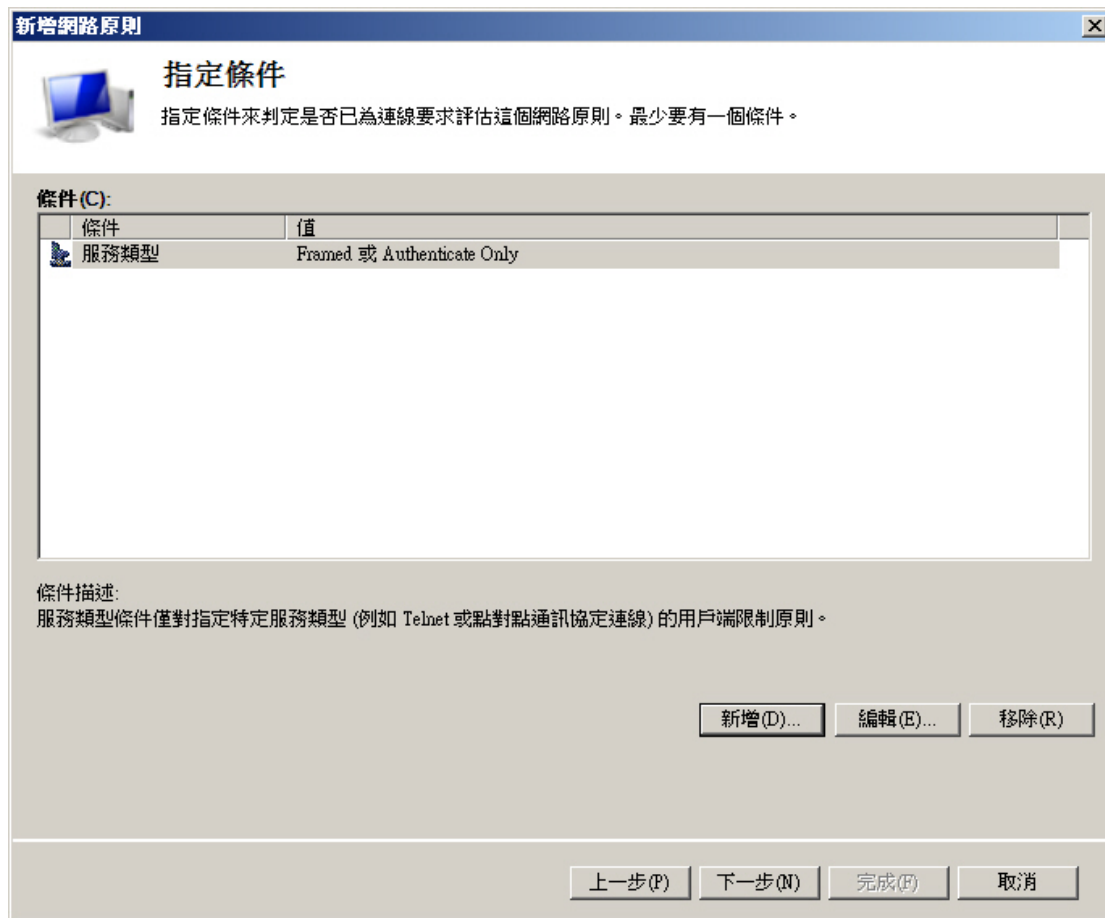 新增網路原則
指定條件
指定條件來判定是否已為連線要求評估這個網路原則。最少要有一個條件。
條件(C):
條件 值
服務類型 Framed 或 Authenticate Only
條件描述:
服務類型條件僅對指定特定服務類型 (例如 Telnet 或點對點通訊協定連線) 的用戶端限制原則。
新增(D)... 編輯(E)... 移除(R)
上一步(P) 下一步(N) 完成(F) 取消